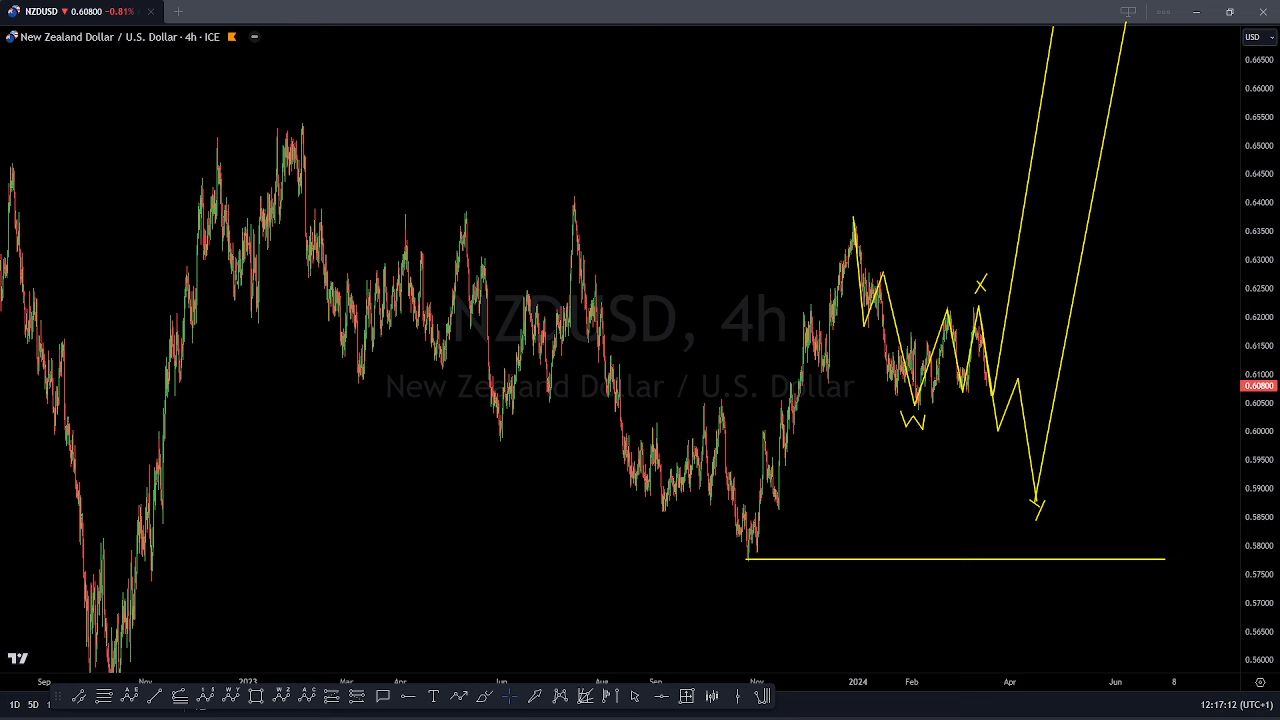 NZDUSD ▼ 0.60800 −0.81%
New Zealand Dollar / U.S. Dollar · 4h · ICE
USD
0.66500
0.66000
0.65500
0.65000
0.64500
0.64000
0.63500
0.63000
0.62500
0.62000
0.61500
0.61000
0.60800
0.60500
0.60000
0.59500
0.59000
0.58500
0.58000
0.57500
0.57000
0.56500
0.56000
NZDUSD, 4h
New Zealand Dollar / U.S. Dollar
X
W
Y
Sep Nov 2023 Mar Apr Jun Aug Sep Nov 2024 Feb Apr Jun 8
1D 5D
12:17:12 (UTC+1)